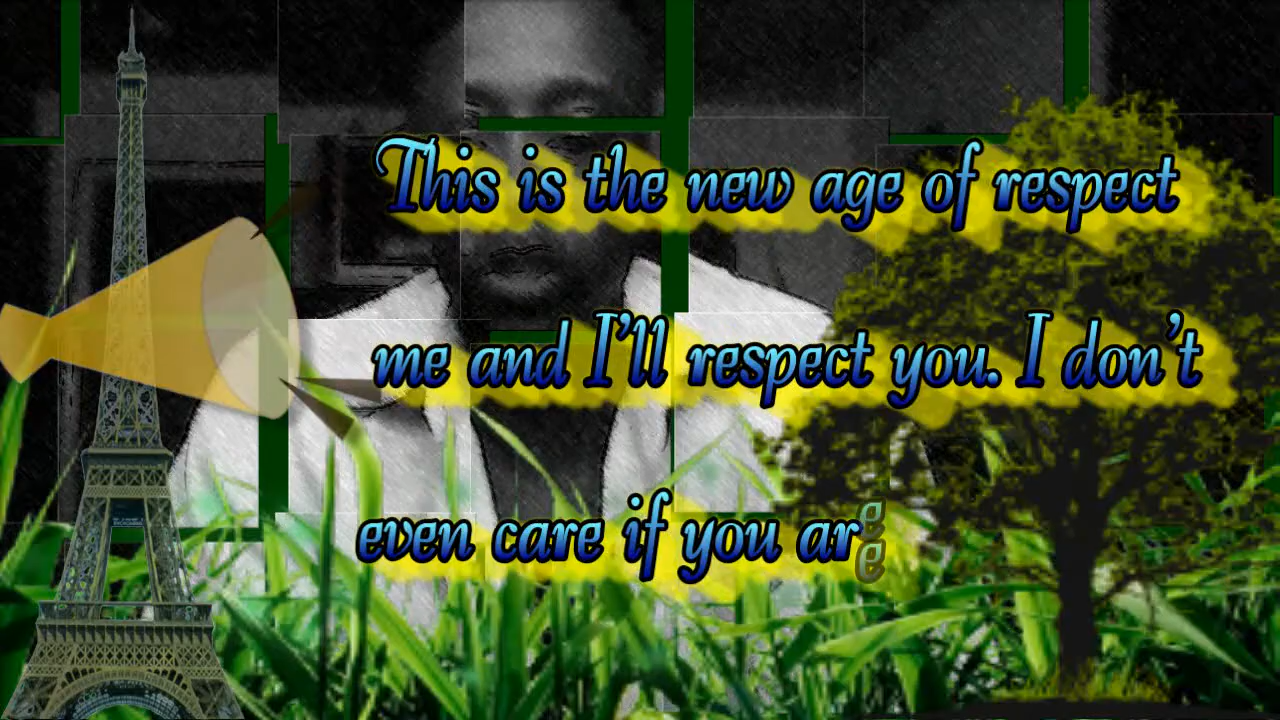 This is the new age of respect
me and I'll respect you. I don't
even care if you are